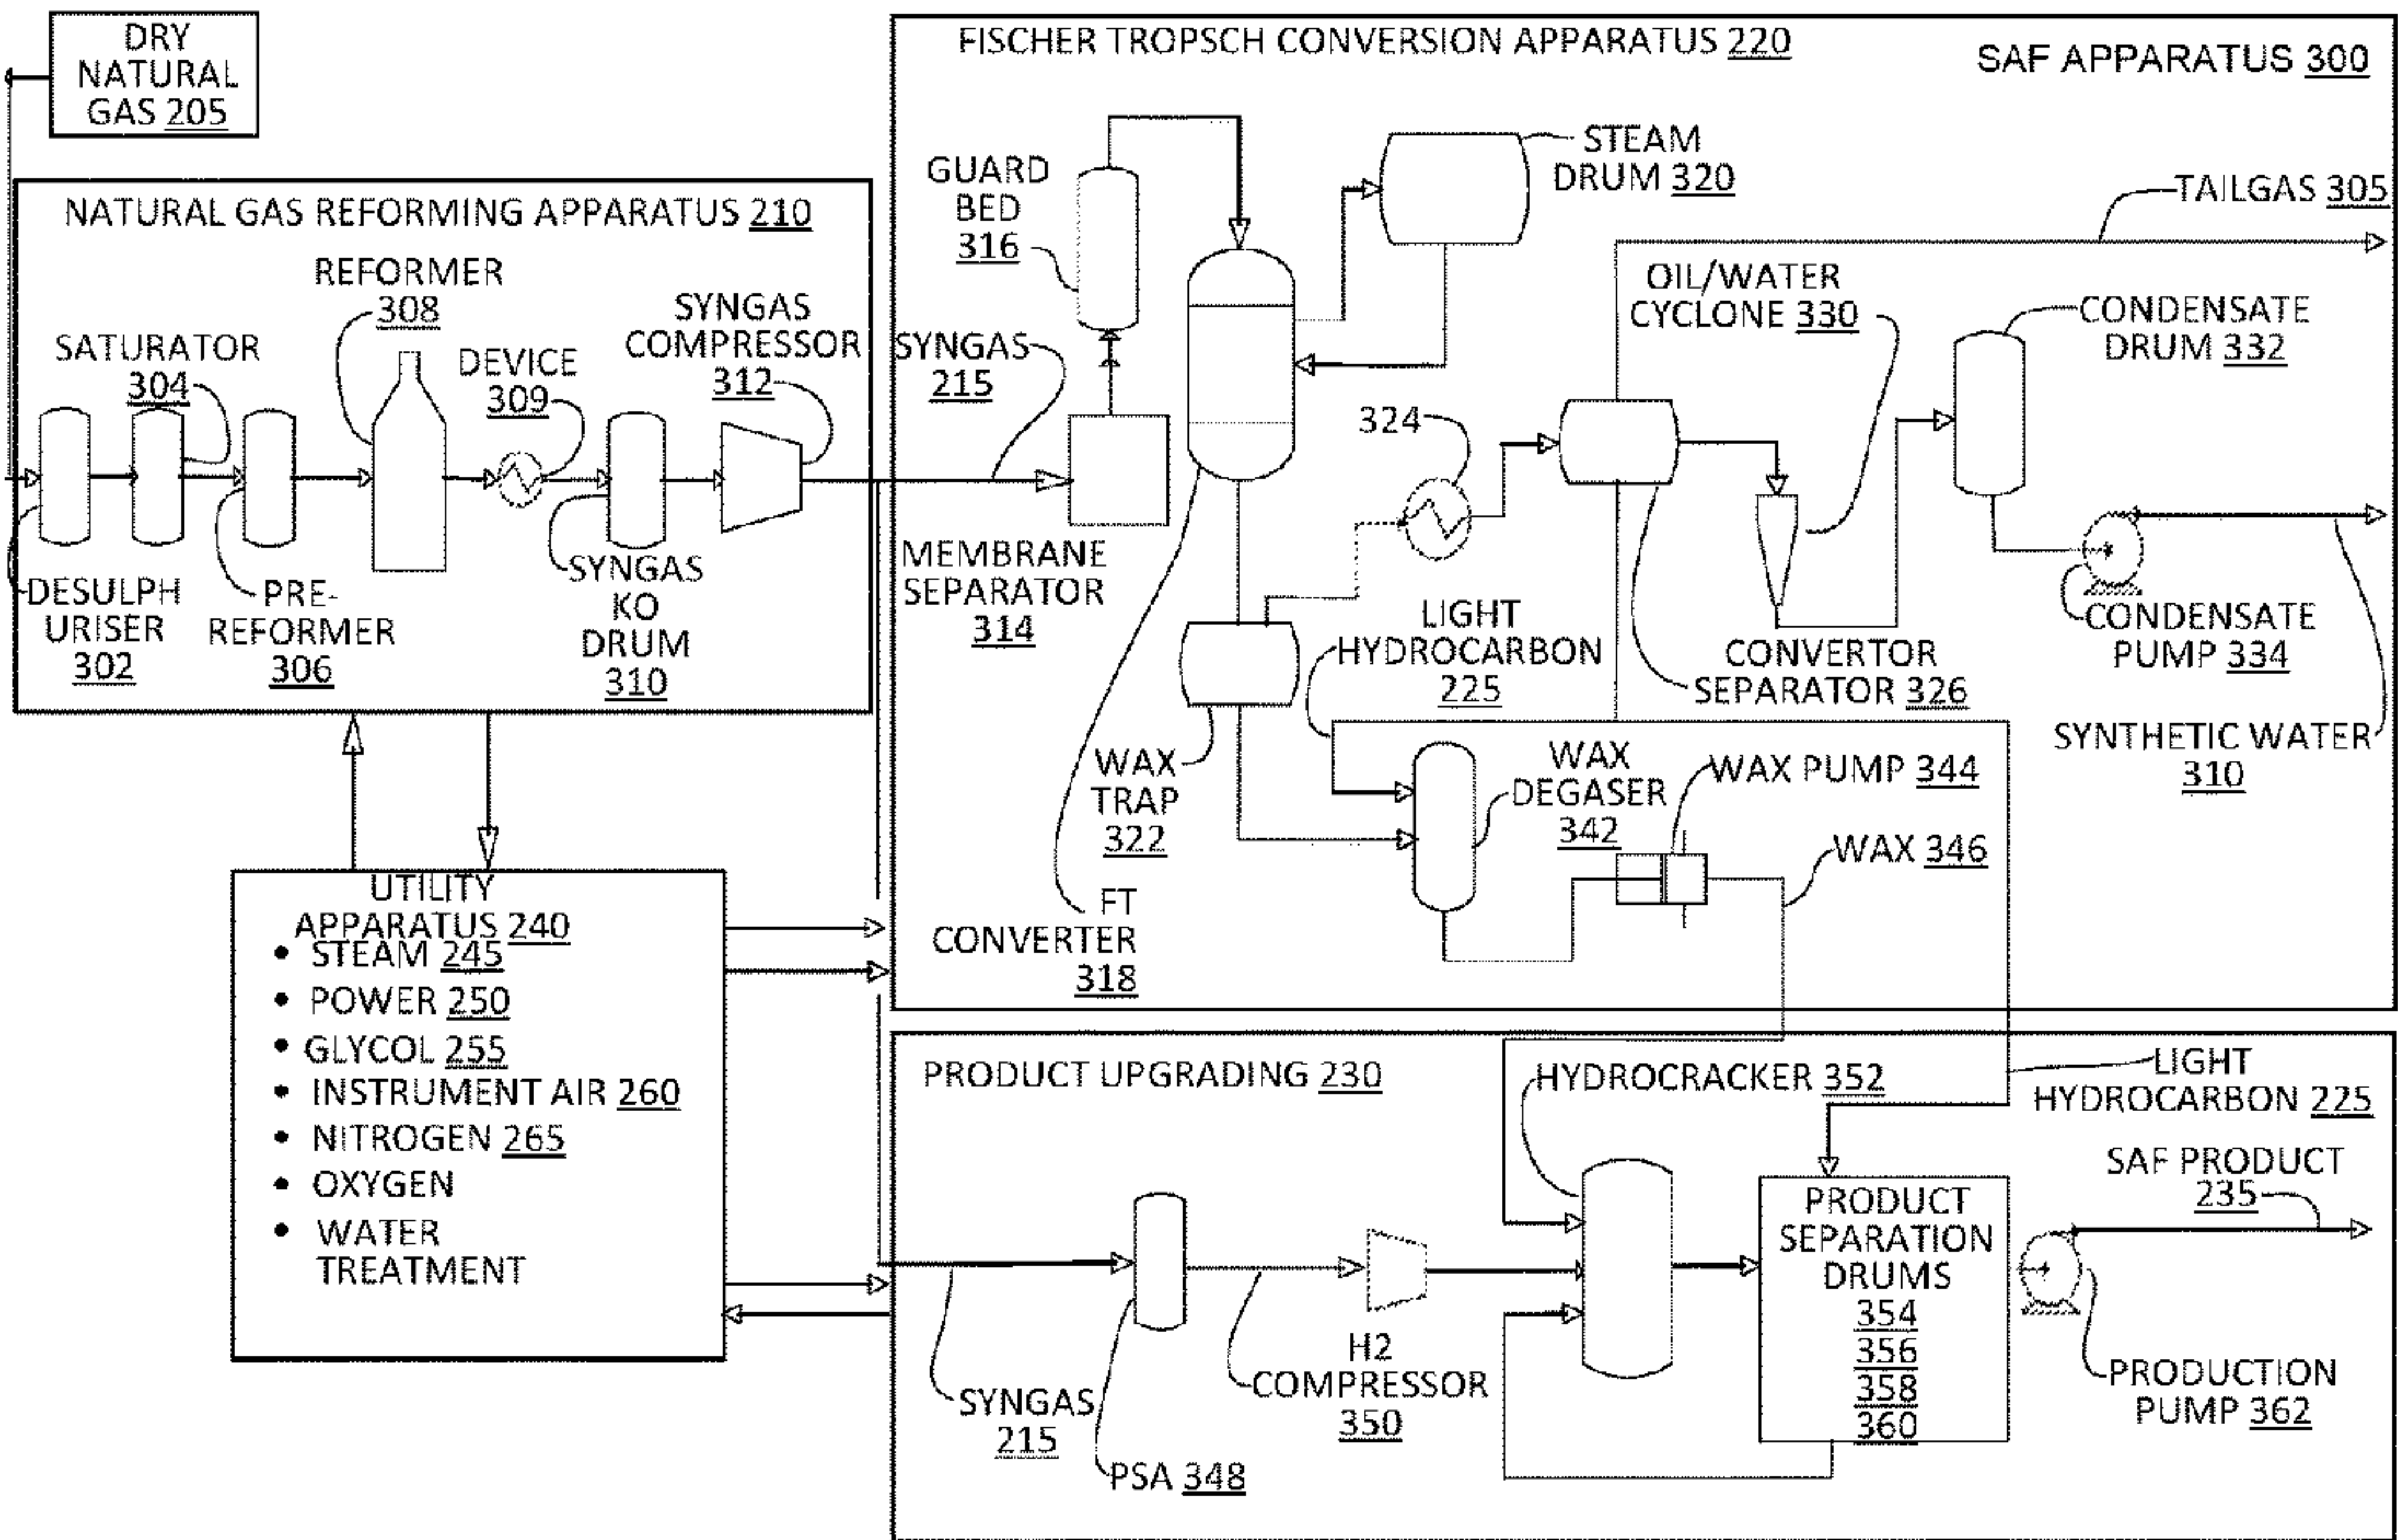 DRY
NATURAL
GAS 205
NATURAL GAS REFORMING APPARATUS 210
REFORMER
308
SATURATOR
304
DEVICE
309
SYNGAS
COMPRESSOR
312
DESULPH
URISER
302
PRE-
REFORMER
306
SYNGAS
KO
DRUM
310
UTILITY
APPARATUS 240
• STEAM 245
• POWER 250
• GLYCOL 255
• INSTRUMENT AIR 260
• NITROGEN 265
• OXYGEN
• WATER
TREATMENT
FISCHER TROPSCH CONVERSION APPARATUS 220
SAF APPARATUS 300
GUARD
BED
316
STEAM
DRUM 320
TAILGAS 305
OIL/WATER
CYCLONE 330
CONDENSATE
DRUM 332
SYNGAS
215
324
MEMBRANE
SEPARATOR
314
LIGHT
HYDROCARBON
225
CONVERTOR
SEPARATOR 326
CONDENSATE
PUMP 334
SYNTHETIC WATER
310
WAX
TRAP
322
WAX
DEGASER
342
WAX PUMP 344
WAX 346
FT
CONVERTER
318
PRODUCT UPGRADING 230
HYDROCRACKER 352
LIGHT
HYDROCARBON 225
SAF PRODUCT
235
PRODUCT
SEPARATION
DRUMS
354
356
358
360
H2
COMPRESSOR
350
SYNGAS
215
PSA 348
PRODUCTION
PUMP 362